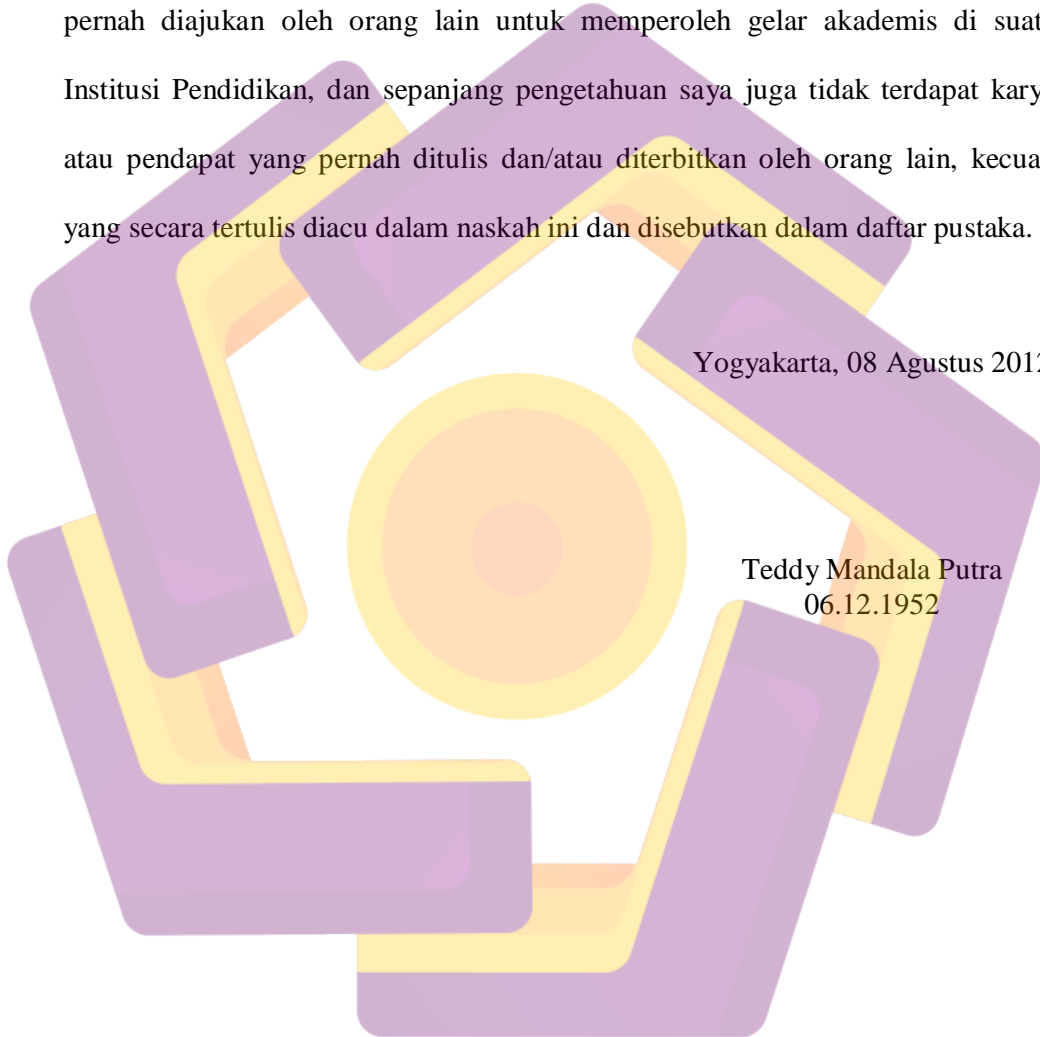 pernah diajukan oleh orang lain untuk memperoleh gelar akademis di suat
Institusi Pendidikan, dan sepanjang pengetahuan saya juga tidak terdapat kary
atau pendapat yang pernah ditulis dan/atau diterbitkan oleh orang lain, kecua
yang secara tertulis diacu dalam naskah ini dan disebutkan dalam daftar pustaka.
Yogyakarta, 08 Agustus 2012
Teddy Mandala Putra
06.12.1952